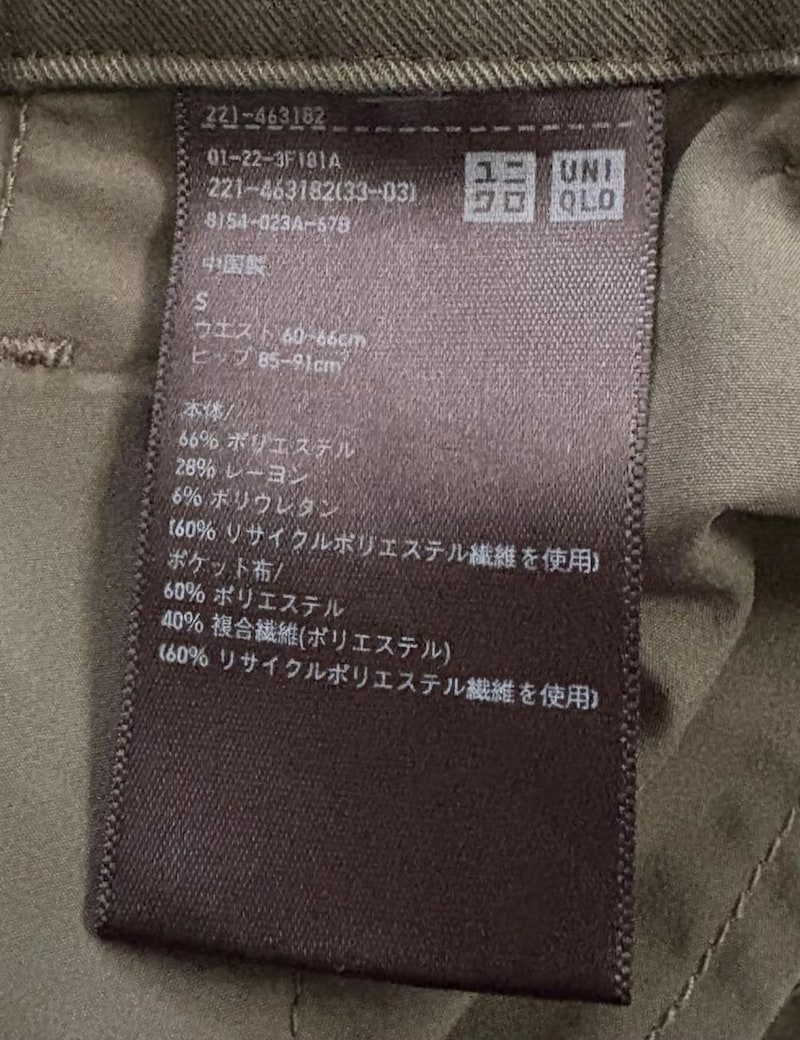 221-463182
01-22-3F181A
221-463182(33-03)
8154-023A-67B
ユニ
クロ
UNI
QLO
中国製
S
ウエスト 60-66cm
ヒップ 85-91cm
本体/
66% ポリエステル
28% レーヨン
6% ポリウレタン
(60% リサイクルポリエステル繊維を使用)
ポケット布/
60% ポリエステル
40% 複合繊維(ポリエステル)
(60% リサイクルポリエステル繊維を使用)